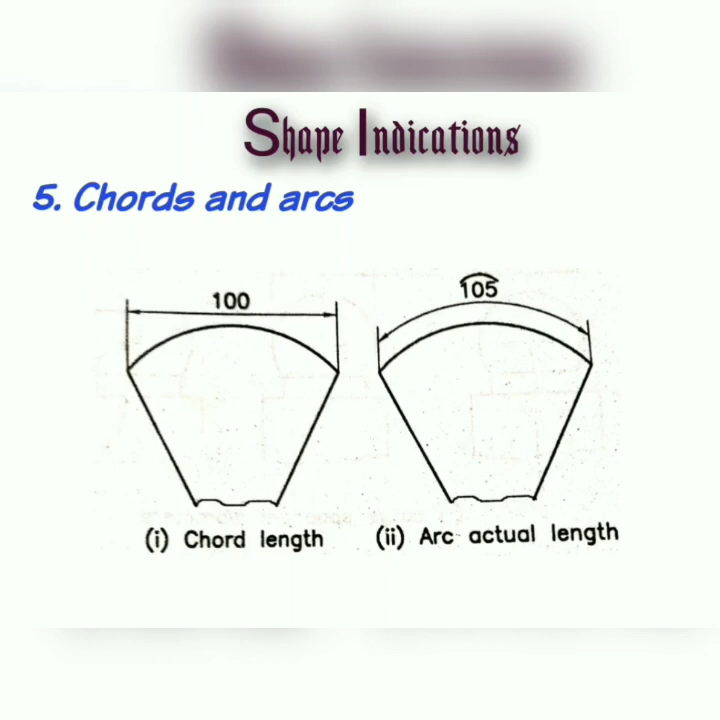 Shape Indications
5. Chords and arcs
100
105
(i) Chord length
(ii) Arc actual length